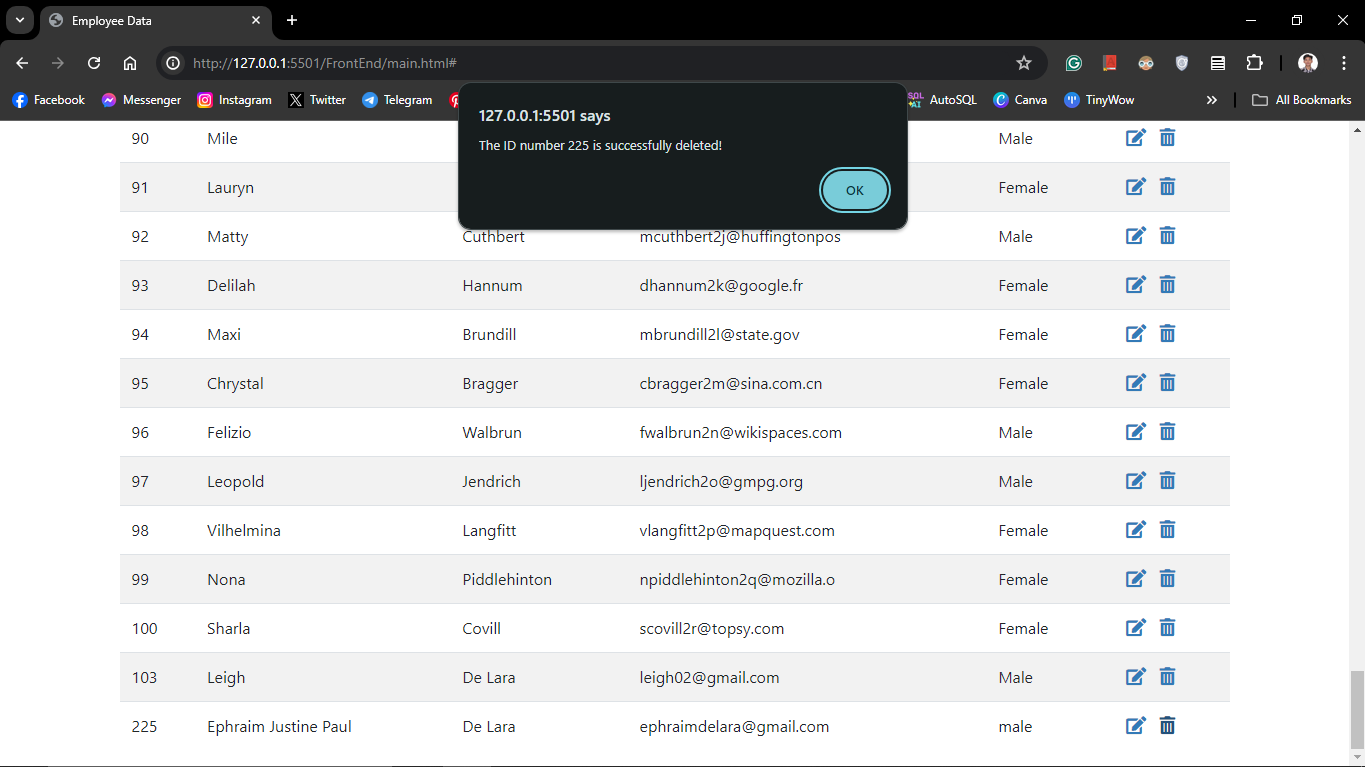 Employee Data
http://127.0.0.1:5501/FrontEnd/main.html#
Facebook Messenger Instagram Twitter Telegram AutoSQL Canva TinyWow All Bookmarks
127.0.0.1:5501 says
The ID number 225 is successfully deleted!
OK
90 Mile Male
91 Lauryn Female
92 Matty Cuthbert mcuthbert2j@huffingtonpos Male
93 Delilah Hannum dhannum2k@google.fr Female
94 Maxi Brundill mbrundill2l@state.gov Female
95 Chrystal Bragger cbragger2m@sina.com.cn Female
96 Felizio Walbrun fwalbrun2n@wikispaces.com Male
97 Leopold Jendrich ljendrich2o@gmpg.org Male
98 Vilhelmina Langfitt vlangfitt2p@mapquest.com Female
99 Nona Piddlehinton npiddlehinton2q@mozilla.o Female
100 Sharla Covill scovill2r@topsy.com Female
103 Leigh De Lara leigh02@gmail.com Male
225 Ephraim Justine Paul De Lara ephraimdelara@gmail.com male